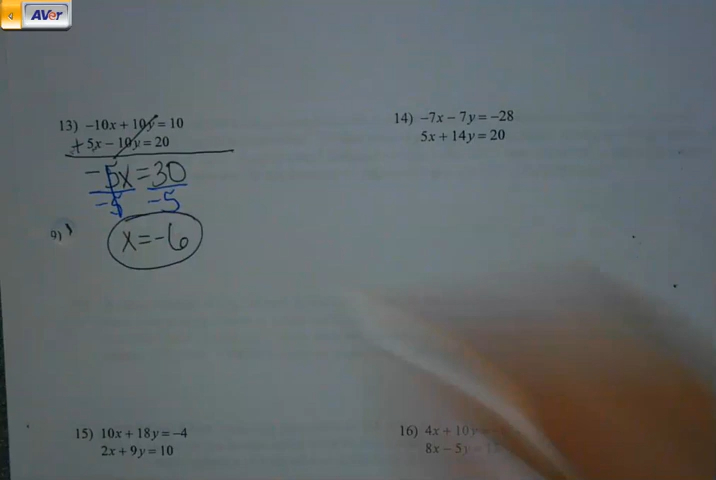 AVer
13) -10x + 10y = 10
+ 5x - 10y = 20
-5x = 30
-5 -5
x = -6
14) -7x - 7y = -28
5x + 14y = 20
15) 10x + 18y = -4
2x + 9y = 10
16) 4x + 10y =
8x - 5y =